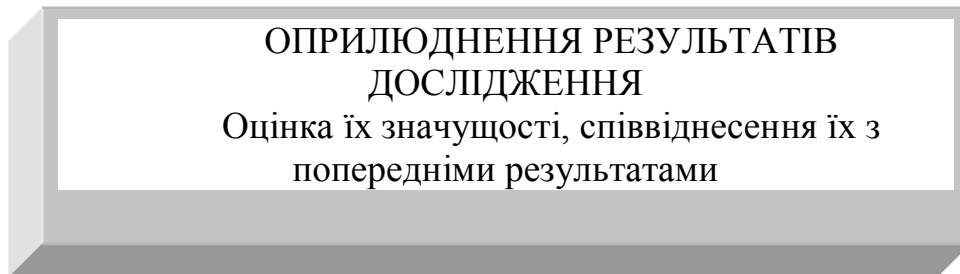 ОПРИЛЮДНЕННЯ РЕЗУЛЬТАТІВ
ДОСЛІДЖЕННЯ
Оцінка їх значущості, співвіднесення їх з
попередніми результатами